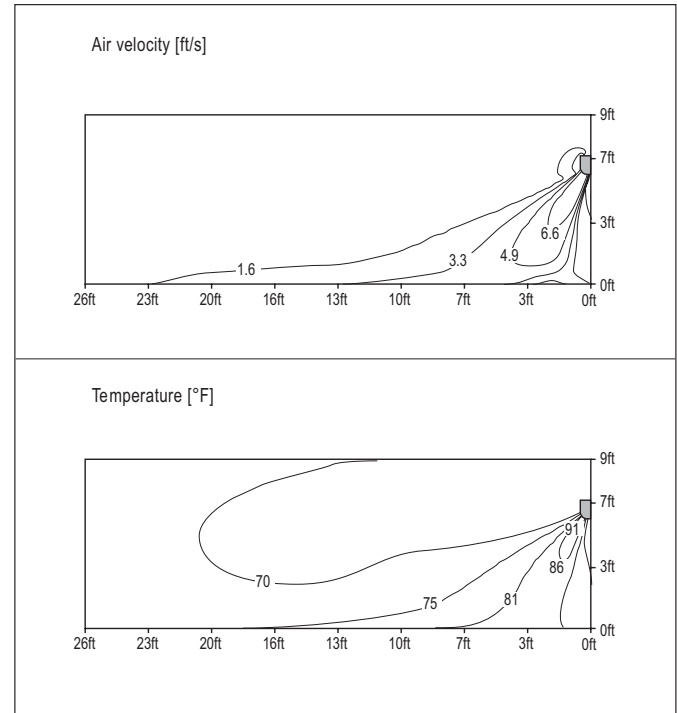 Air velocity [ft/s]
9ft
7ft
6.6
3ft
4.9
3.3
1.6
0ft
26ft 23ft 20ft 16ft 13ft 10ft 7ft 3ft 0ft
Temperature [°F]
9ft
7ft
91
86 3ft
70
75
81
0ft
26ft 23ft 20ft 16ft 13ft 10ft 7ft 3ft 0ft